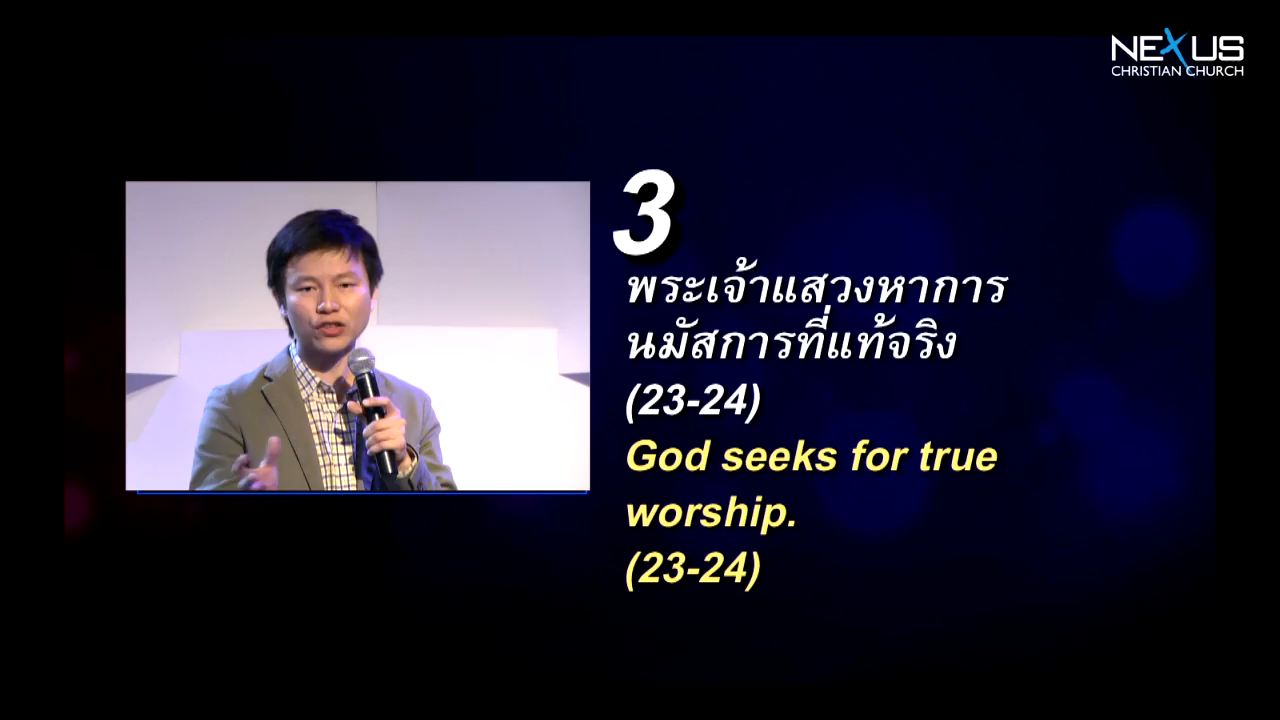 NEXUS
CHRISTIAN CHURCH
3
พระเจ้าแสวงหาการ
นมัสการที่แท้จริง
(23-24)
God seeks for true
worship.
(23-24)